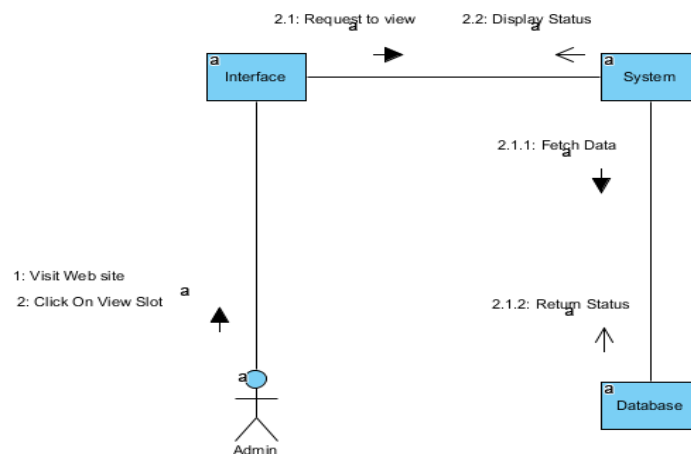 2.1: Request to view
2.2: Display Status
a
a
a
Interface
a
System
2.1.1: Fetch Data
a
1: Visit Web site
a
2: Click On View Slot
2.1.2: Return Status
a
a
a
Database
Admin